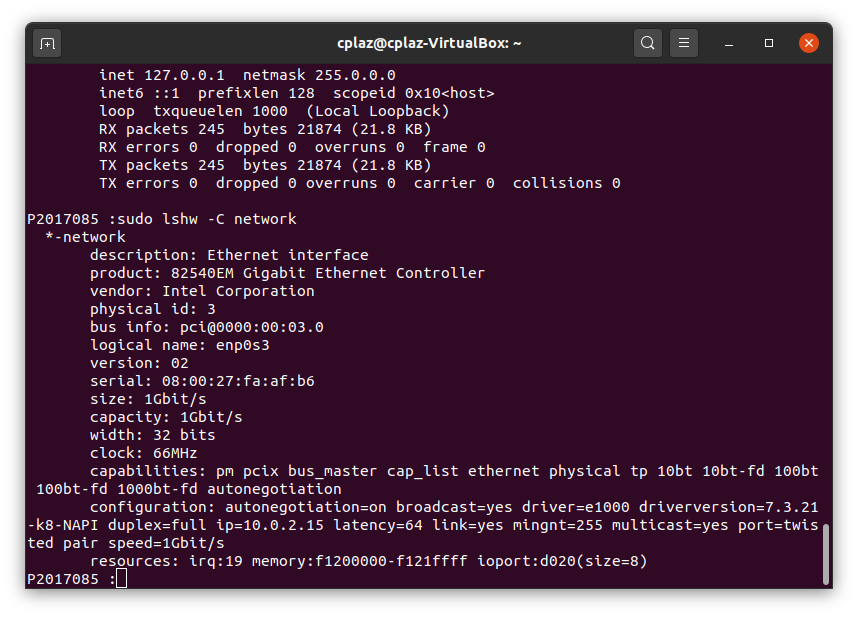 cplaz@cplaz-VirtualBox: ~
inet 127.0.0.1  netmask 255.0.0.0
inet6 ::1  prefixlen 128  scopeid 0x10<host>
loop  txqueuelen 1000  (Local Loopback)
RX packets 245  bytes 21874 (21.8 KB)
RX errors 0  dropped 0  overruns 0  frame 0
TX packets 245  bytes 21874 (21.8 KB)
TX errors 0  dropped 0 overruns 0  carrier 0  collisions 0
P2017085 :sudo lshw -C network
*-network
description: Ethernet interface
product: 82540EM Gigabit Ethernet Controller
vendor: Intel Corporation
physical id: 3
bus info: pci@0000:00:03.0
logical name: enp0s3
version: 02
serial: 08:00:27:fa:af:b6
size: 1Gbit/s
capacity: 1Gbit/s
width: 32 bits
clock: 66MHz
capabilities: pm pcix bus_master cap_list ethernet physical tp 10bt 10bt-fd 100bt
100bt-fd 1000bt-fd autonegotiation
configuration: autonegotiation=on broadcast=yes driver=e1000 driverversion=7.3.21
-k8-NAPI duplex=full ip=10.0.2.15 latency=64 link=yes mingnt=255 multicast=yes port=twis
ted pair speed=1Gbit/s
resources: irq:19 memory:f1200000-f121ffff ioport:d020(size=8)
P2017085 :